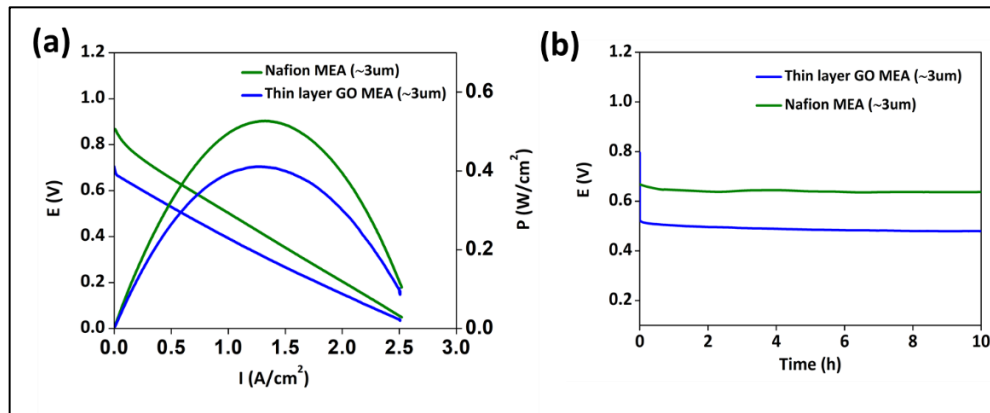 (a)
1.2
1.0
0.8
0.6
0.4
0.2
0.0
E (V)
Nafion MEA (~3um)
Thin layer GO MEA (~3um)
0.6
0.4
0.2
0.0
P (W/cm²)
0.0 0.5 1.0 1.5 2.0 2.5 3.0
I (A/cm²)
(b)
1.2
1.0
0.8
0.6
0.4
0.2
E (V)
Thin layer GO MEA (~3um)
Nafion MEA (~3um)
0 2 4 6 8 10
Time (h)